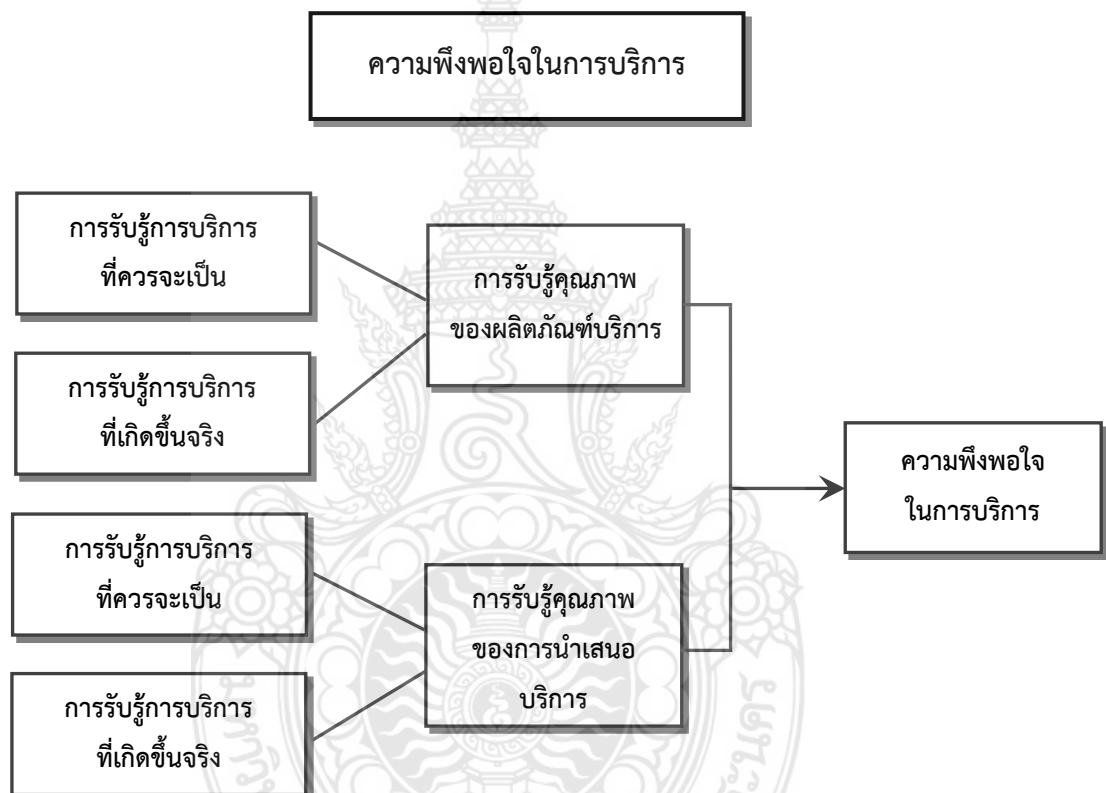 ความพึงพอใจในการบริการ
การรับรู้การบริการ
ที่ควรจะเป็น
การรับรู้การบริการ
ที่เกิดขึ้นจริง
การรับรู้คุณภาพ
ของผลิตภัณฑ์บริการ
การรับรู้การบริการ
ที่ควรจะเป็น
การรับรู้การบริการ
ที่เกิดขึ้นจริง
การรับรู้คุณภาพ
ของการนำเสนอ
บริการ
ความพึงพอใจ
ในการบริการ